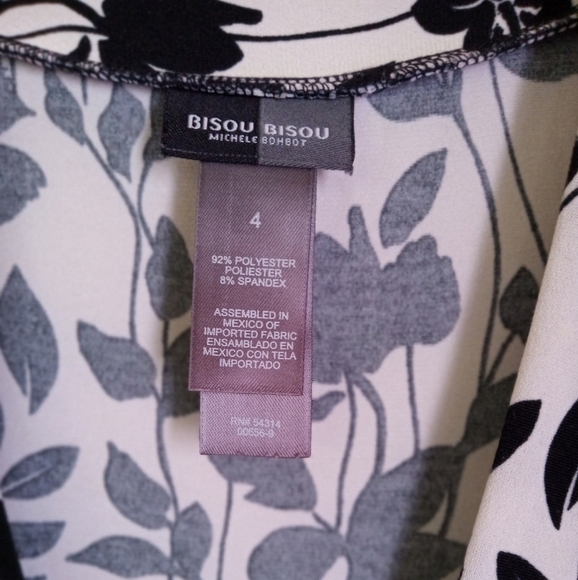 BISOU BISOU
MICHELE BOHBOT
4
92% POLYESTER
POLIESTER
8% SPANDEX
ASSEMBLED IN
MEXICO OF
IMPORTED FABRIC
ENSAMBLADO EN
MEXICO CON TELA
IMPORTADO
RN# 54314
00556-9